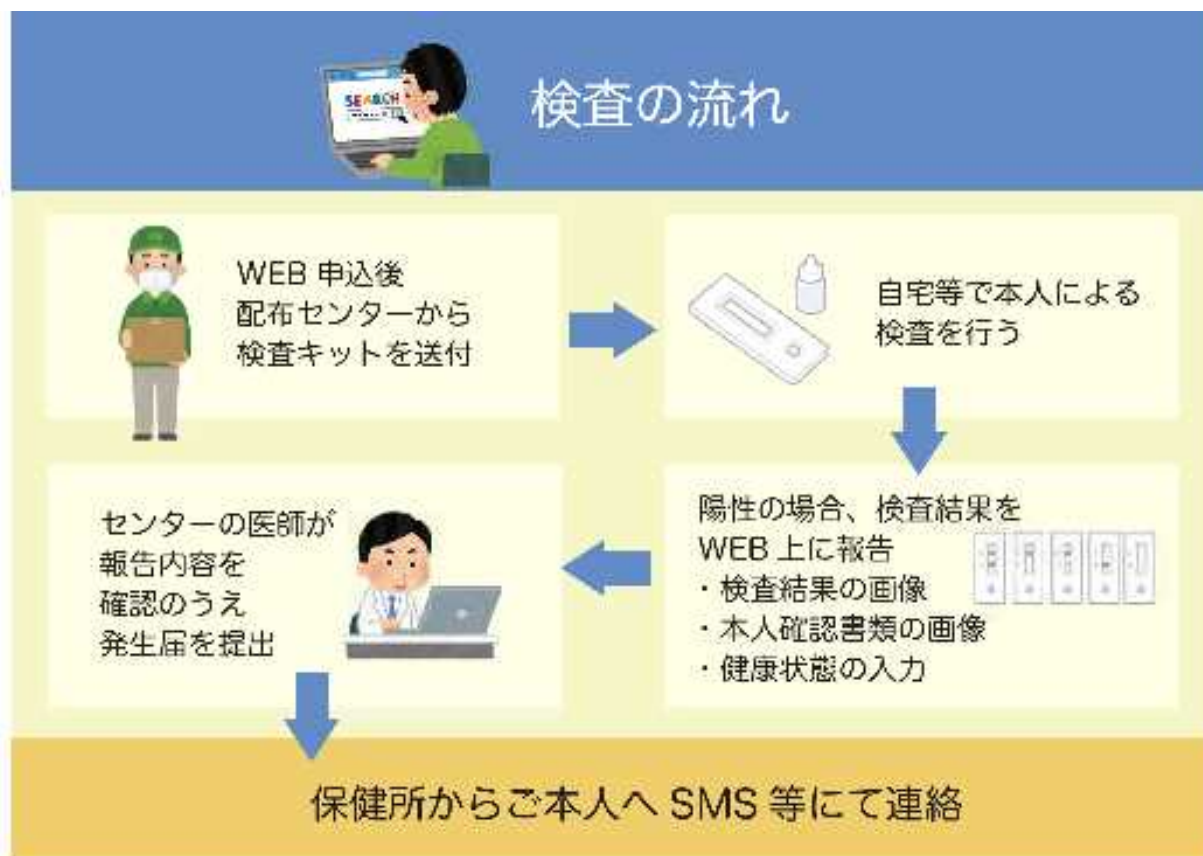 SEARCH
検査の流れ
WEB 申込後
配布センターから
検査キットを送付
自宅等で本人による
検査を行う
陽性の場合、検査結果を
WEB 上に報告
・検査結果の画像
・本人確認書類の画像
・健康状態の入力
センターの医師が
報告内容を
確認のうえ
発生届を提出
保健所からご本人へ SMS 等にて連絡